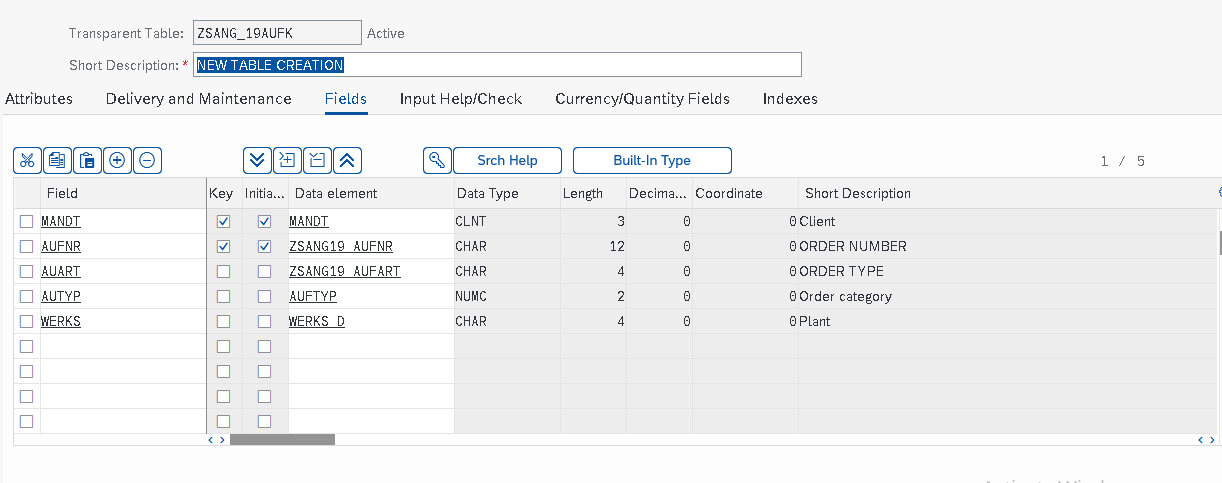 Transparent Table: ZSANG_19AUFK Active
Short Description: * NEW TABLE CREATION
Attributes Delivery and Maintenance Fields Input Help/Check Currency/Quantity Fields Indexes
Srch Help Built-In Type 1 / 5
Field Key Initia... Data element Data Type Length Decima... Coordinate Short Description
MANDT MANDT CLNT 3 0 0 Client
AUFNR ZSANG19_AUFNR CHAR 12 0 0 ORDER NUMBER
AUART ZSANG19_AUFART CHAR 4 0 0 ORDER TYPE
AUTYP AUFTYP NUMC 2 0 0 Order category
WERKS WERKS_D CHAR 4 0 0 Plant